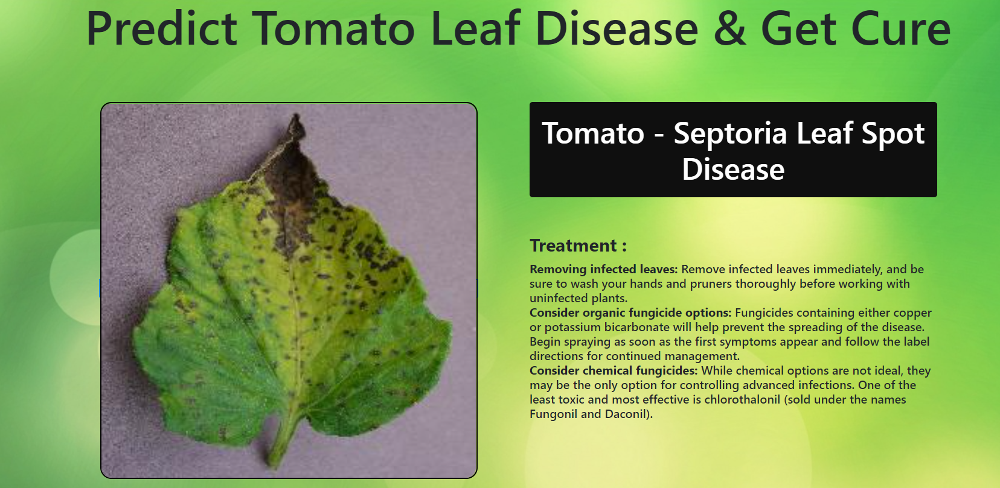 Predict Tomato Leaf Disease & Get Cure
Tomato - Septoria Leaf Spot
Disease
Treatment :
Removing infected leaves: Remove infected leaves immediately, and be
sure to wash your hands and pruners thoroughly before working with
uninfected plants.
Consider organic fungicide options: Fungicides containing either copper
or potassium bicarbonate will help prevent the spreading of the disease.
Begin spraying as soon as the first symptoms appear and follow the label
directions for continued management.
Consider chemical fungicides: While chemical options are not ideal, they
may be the only option for controlling advanced infections. One of the
least toxic and most effective is chlorothalonil (sold under the names
Fungonil and Daconil).